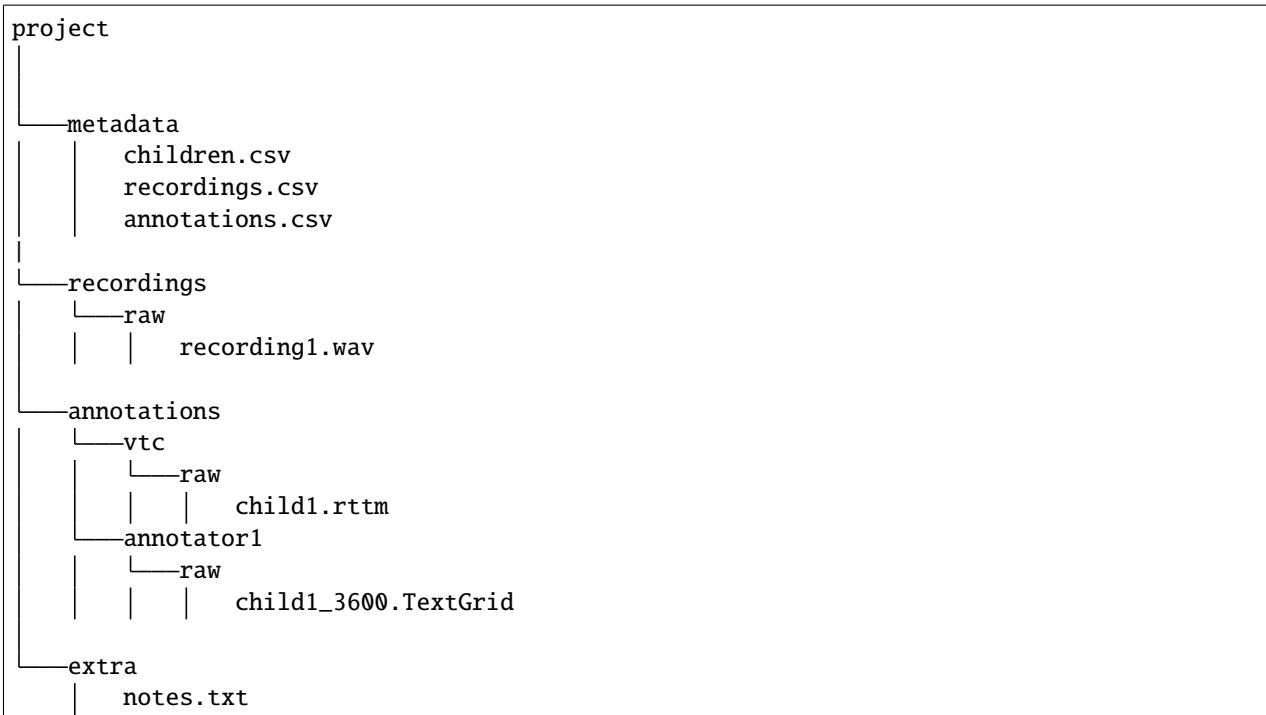 project
metadata
children.csv
recordings.csv
annotations.csv
recordings
raw
recording1.wav
annotations
vtc
raw
child1.rttm
annotator1
raw
child1_3600.TextGrid
extra
notes.txt